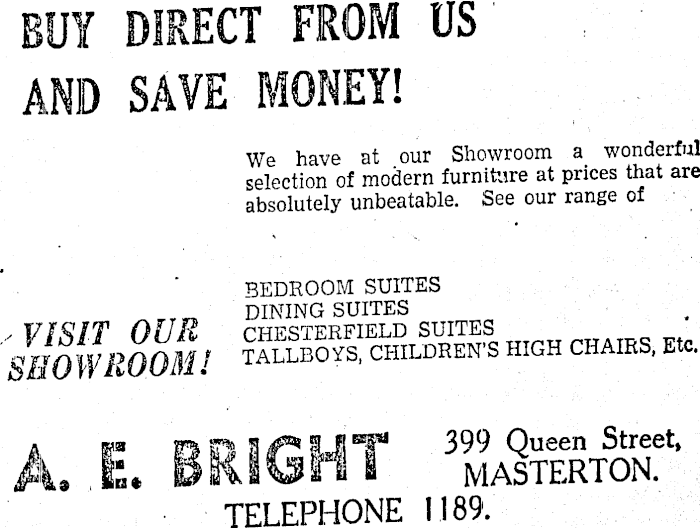 BUY DIRECT FROM US
AND SAVE MONEY!
We have at our Showroom a wonderful
selection of modern furniture at prices that are
absolutely unbeatable. See our range of
BEDROOM SUITES
DINING SUITES
CHESTERFIELD SUITES
TALLBOYS, CHILDREN'S HIGH CHAIRS, Etc.
VISIT OUR
SHOWROOM!
A. E. BRIGHT
399 Queen Street,
MASTERTON.
TELEPHONE 1189.